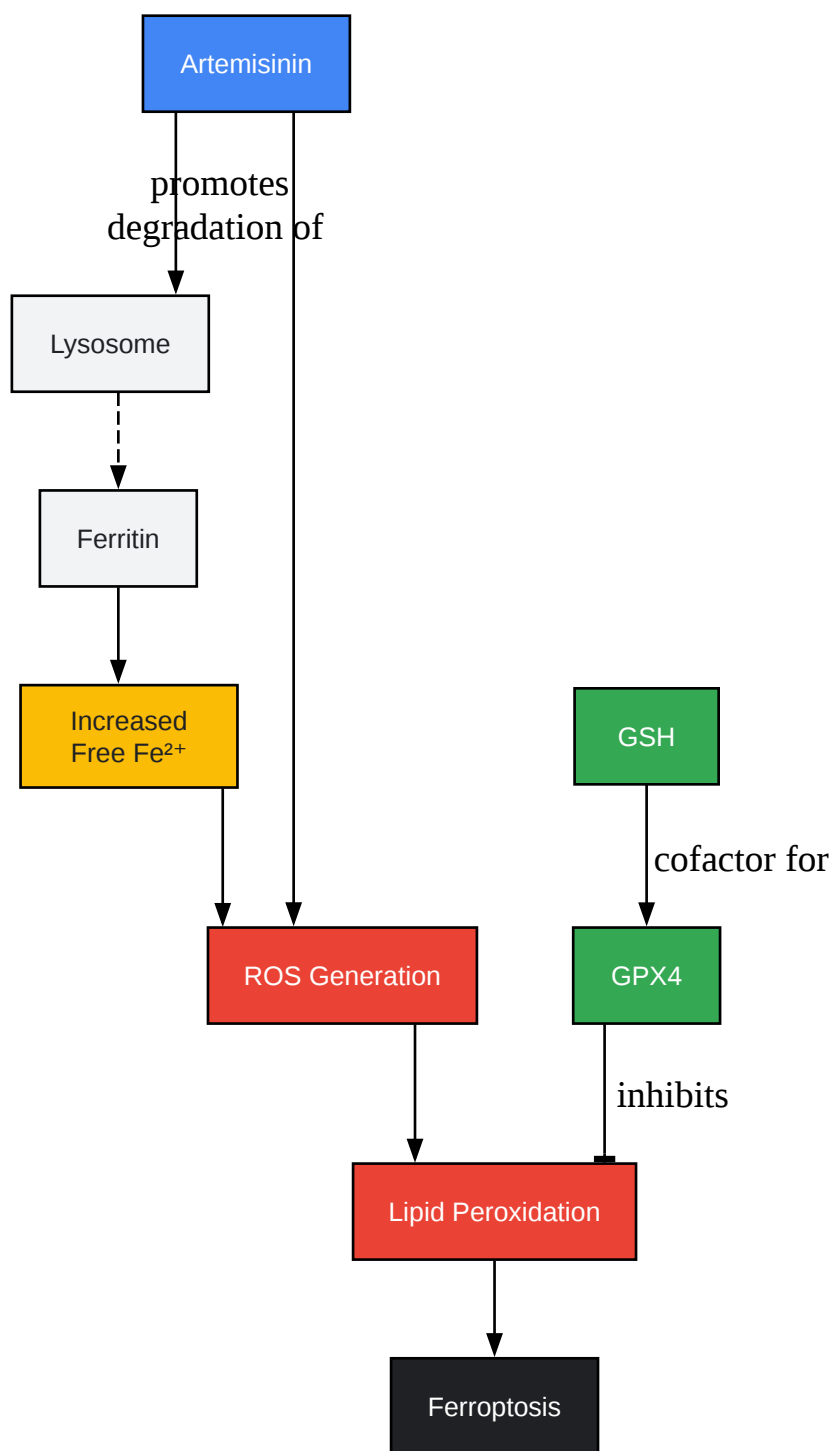 Artemisinin
promotes
degradation of
Lysosome
Ferritin
Increased
Free Fe²⁺
GSH
cofactor for
ROS Generation
GPX4
inhibits
Lipid Peroxidation
Ferroptosis